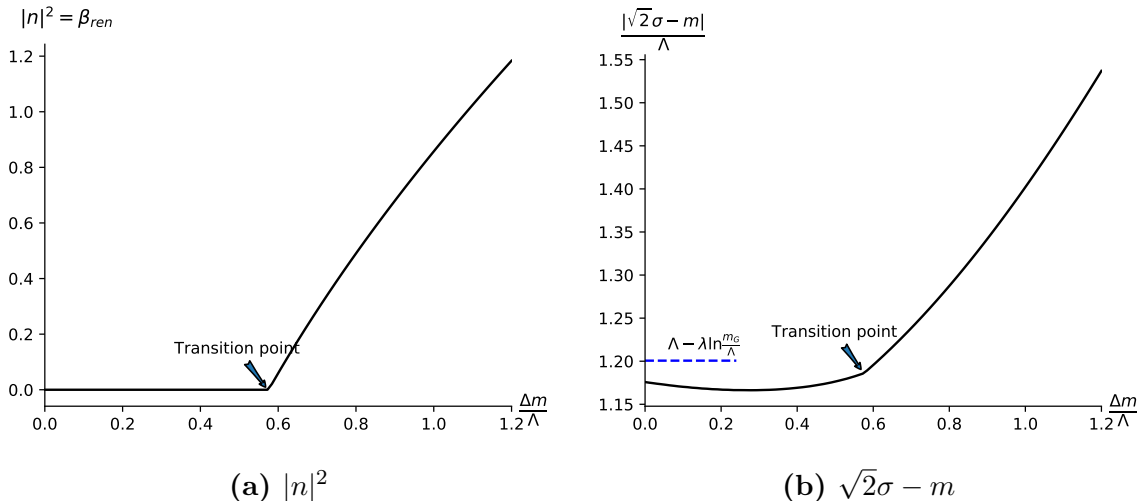 |n|² = β_ren
1.2
1.0
0.8
0.6
0.4
0.2
0.0
Transition point
0.0 0.2 0.4 0.6 0.8 1.0 1.2
Δm/Λ
(a) |n|²
|√2σ − m|/Λ
1.55
1.50
1.45
1.40
1.35
1.30
1.25
1.20
1.15
Transition point
Λ − λln m_G/Λ
0.0 0.2 0.4 0.6 0.8 1.0 1.2
Δm/Λ
(b) √2σ − m